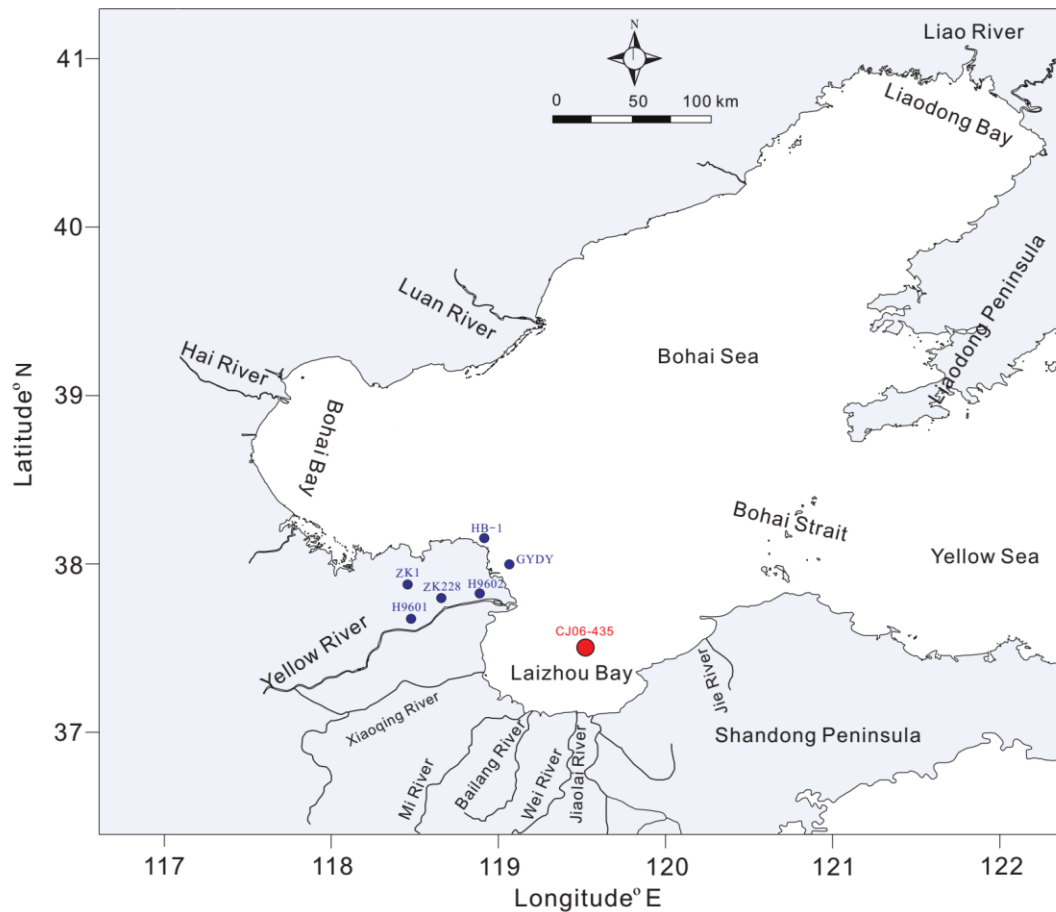 Liao River
N
0 50 100 km
Liaodong Bay
41
40
39
38
37
Latitude° N
Luan River
Hai River
Bohai Sea
Liaodong Peninsula
Bohai Bay
Bohai Strait
Yellow Sea
HB-1
GYDY
ZK1
ZK228
H9602
H9601
Yellow River
CJ06-435
Laizhou Bay
Xiaoqing River
Jie River
Shandong Peninsula
Mi River
Bailang River
Wei River
Jiaolai River
117 118 119 120 121 122
Longitude° E